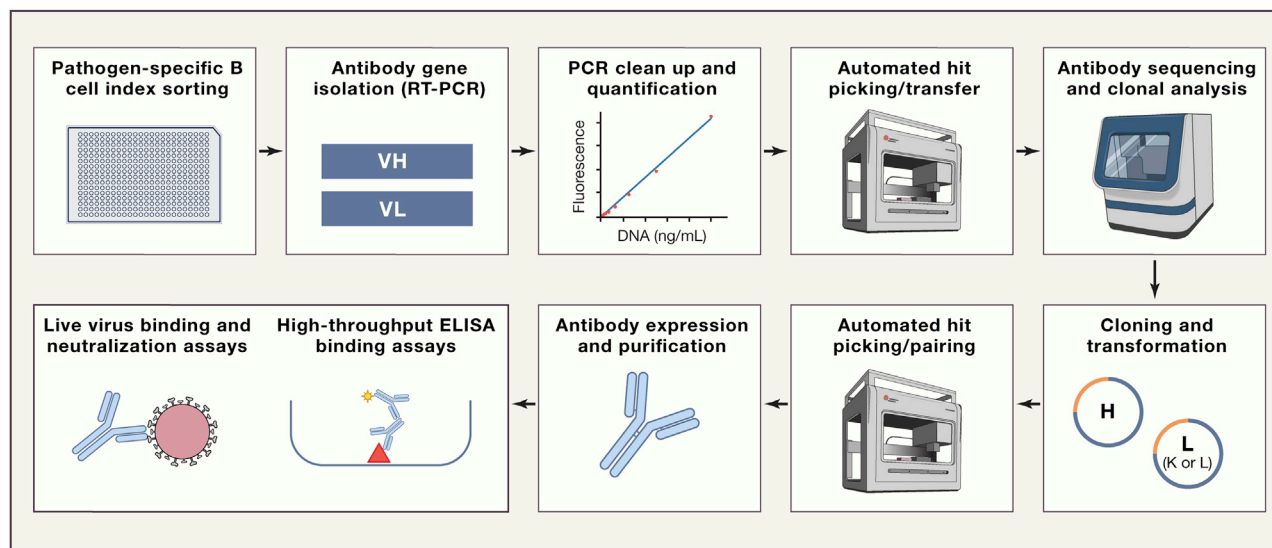 Pathogen-specific B
cell index sorting
Antibody gene
isolation (RT-PCR)
VH
VL
PCR clean up and
quantification
Fluorescence
DNA (ng/mL)
Automated hit
picking/transfer
Antibody sequencing
and clonal analysis
Live virus binding and
neutralization assays
High-throughput ELISA
binding assays
Antibody expression
and purification
Automated hit
picking/pairing
Cloning and
transformation
H
L
(K or L)